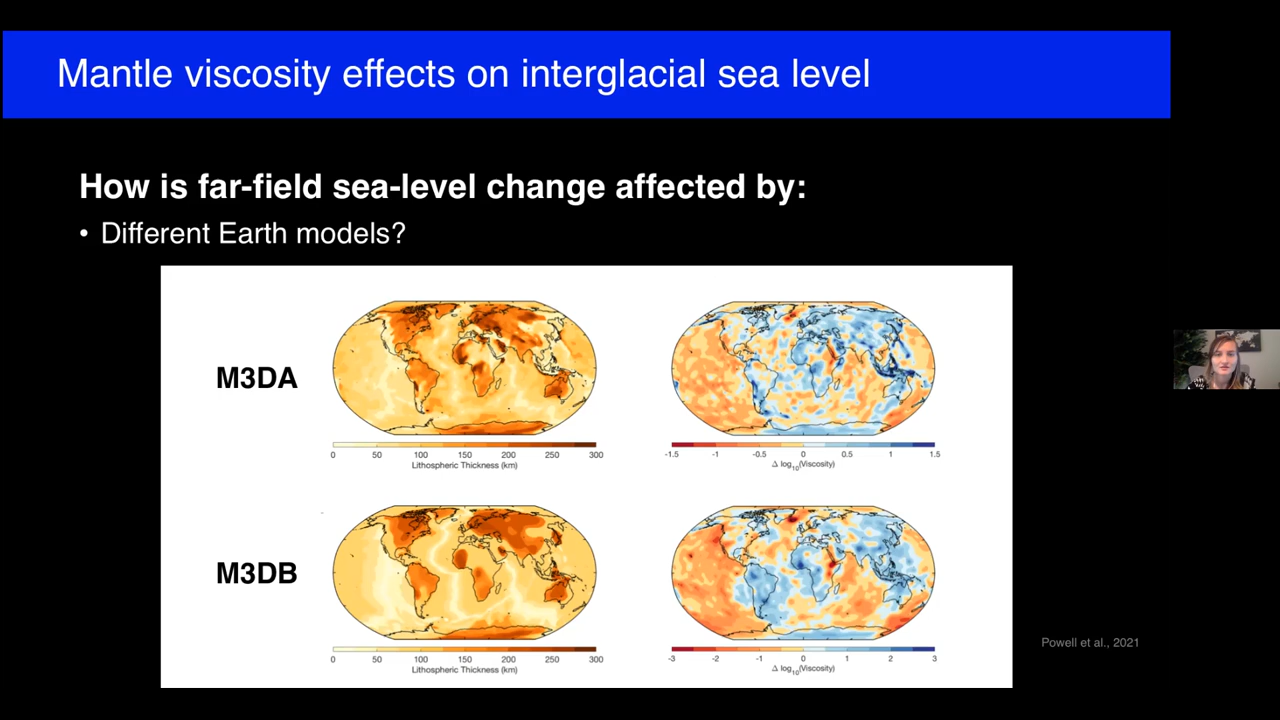 Mantle viscosity effects on interglacial sea level
How is far-field sea-level change affected by:
• Different Earth models?
M3DA
0 50 100 150 200 250 300
Lithospheric Thickness (km)
-1.5 -1 -0.5 0 0.5 1 1.5
Δ log10(Viscosity)
M3DB
0 50 100 150 200 250 300
Lithospheric Thickness (km)
-3 -2 -1 0 1 2 3
Δ log10(Viscosity)
Powell et al., 2021